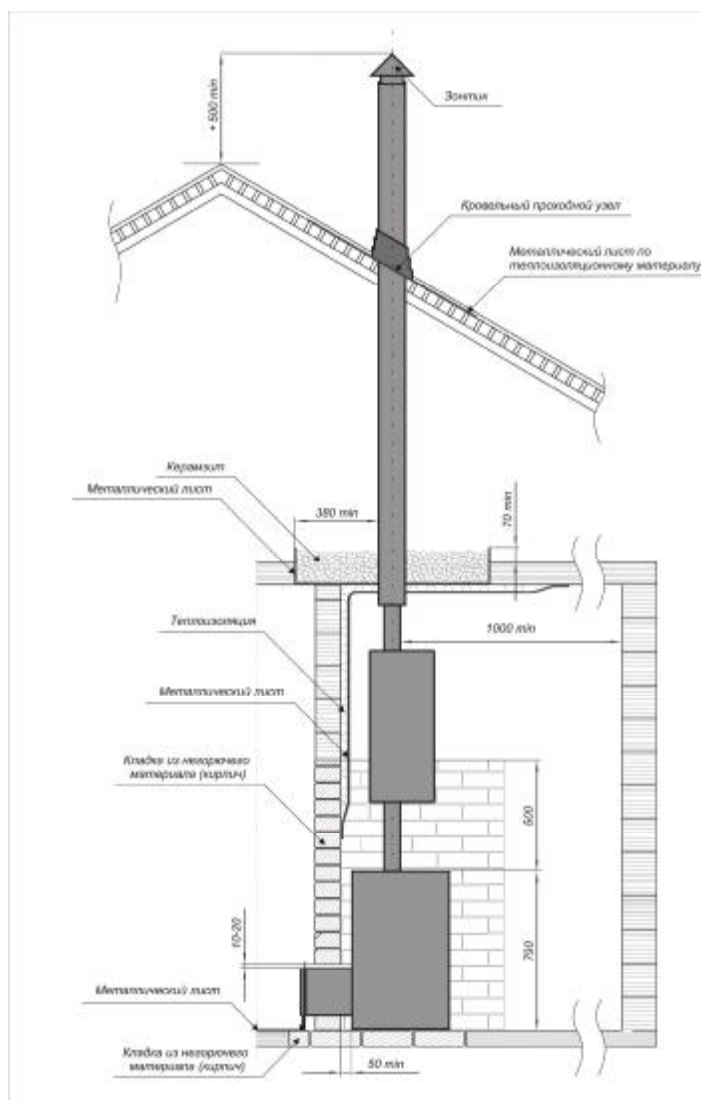 Зонтик
+ 500 min
Кровельный проходной узел
Металлический лист по
теплоизоляционному материалу
Керамзит
Металлический лист
380 min
70 min
Теплоизоляция
1000 min
Металлический лист
Кладка из негорючего
материала (кирпич)
600
10-20
790
Металлический лист
Кладка из негорючего
материала (кирпич)
50 min